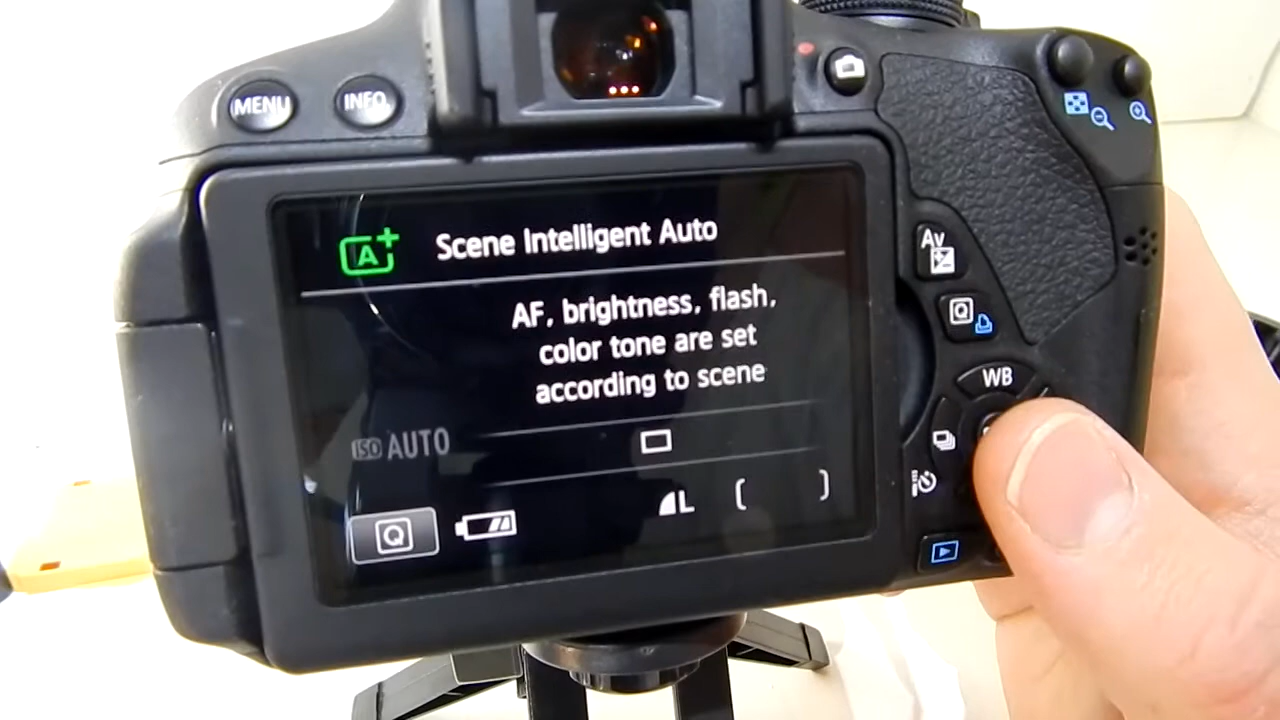 MENU
INFO
A+
Scene Intelligent Auto
AF, brightness, flash,
color tone are set
according to scene
ISO AUTO
L [ ]
Q
Av
Q
WB